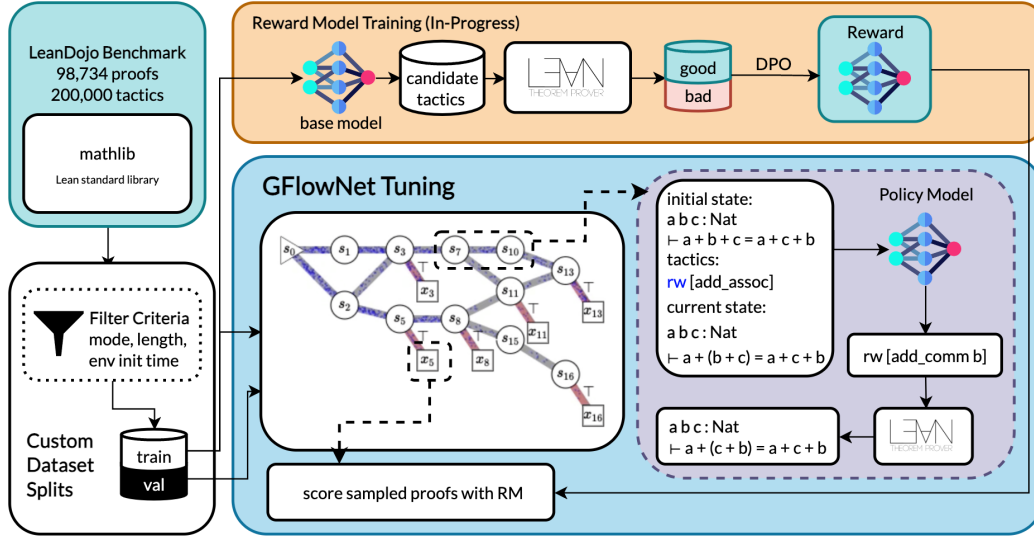 LeanDojo Benchmark
98,734 proofs
200,000 tactics
mathlib
Lean standard library
Filter Criteria
mode, length,
env init time
Custom
Dataset
Splits
train
val
Reward Model Training (In-Progress)
base model
candidate
tactics
LEAN
THEOREM PROVER
good
bad
DPO
Reward
GFlowNet Tuning
s0
s1
s3
s7
s10
s13
s2
s5
s8
s11
s15
s16
⊤
x3
⊤
x5
⊤
x8
⊤
x11
⊤
x13
⊤
x16
score sampled proofs with RM
initial state:
a b c : Nat
⊢ a + b + c = a + c + b
tactics:
rw [add_assoc]
current state:
a b c : Nat
⊢ a + (b + c) = a + c + b
Policy Model
rw [add_comm b]
LEAN
THEOREM PROVER
a b c : Nat
⊢ a + (c + b) = a + c + b